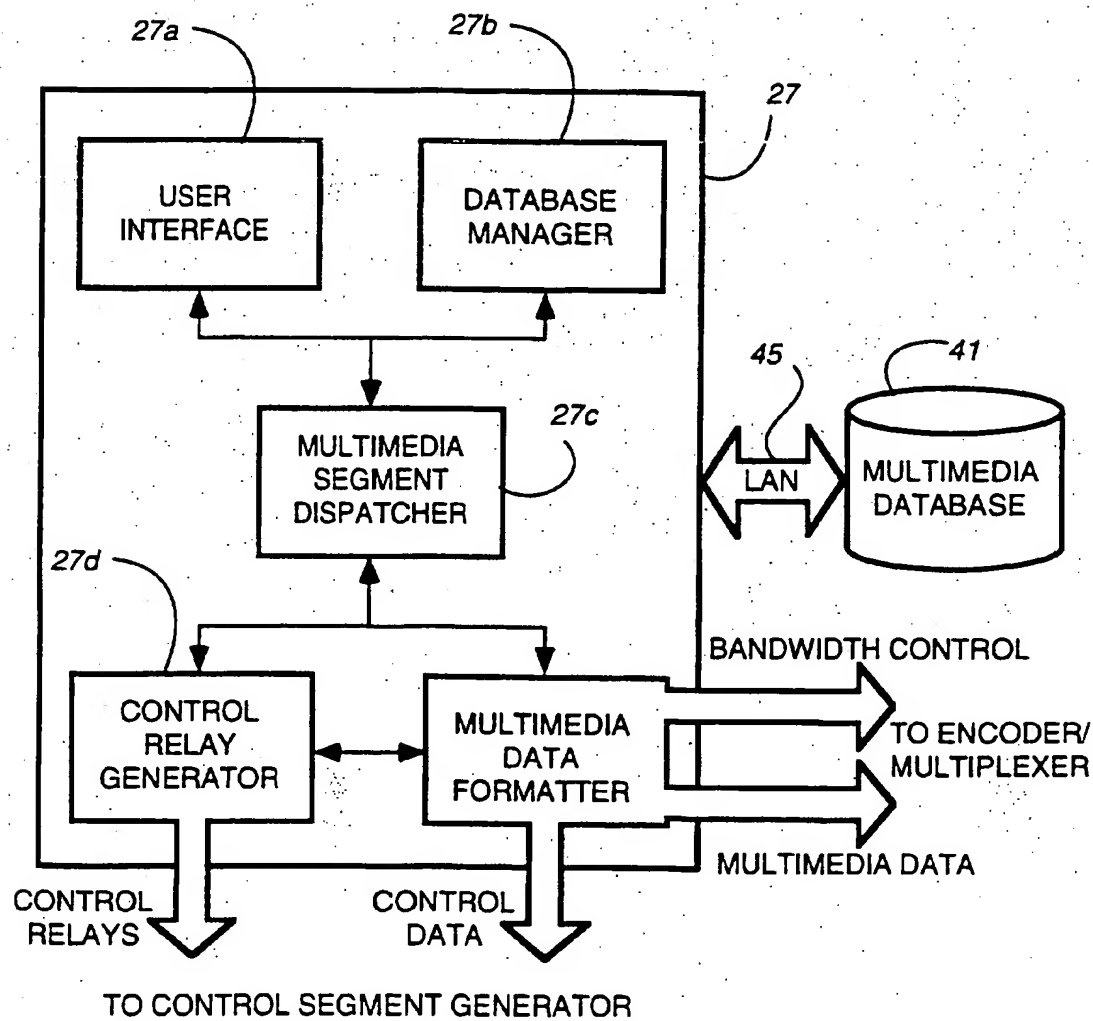 27a
27b
27
USER
INTERFACE
DATABASE
MANAGER
45
41
27c
MULTIMEDIA
SEGMENT
DISPATCHER
LAN
MULTIMEDIA
DATABASE
27d
BANDWIDTH CONTROL
CONTROL
RELAY
GENERATOR
MULTIMEDIA
DATA
FORMATTER
TO ENCODER/
MULTIPLEXER
MULTIMEDIA DATA
CONTROL
RELAYS
CONTROL
DATA
TO CONTROL SEGMENT GENERATOR